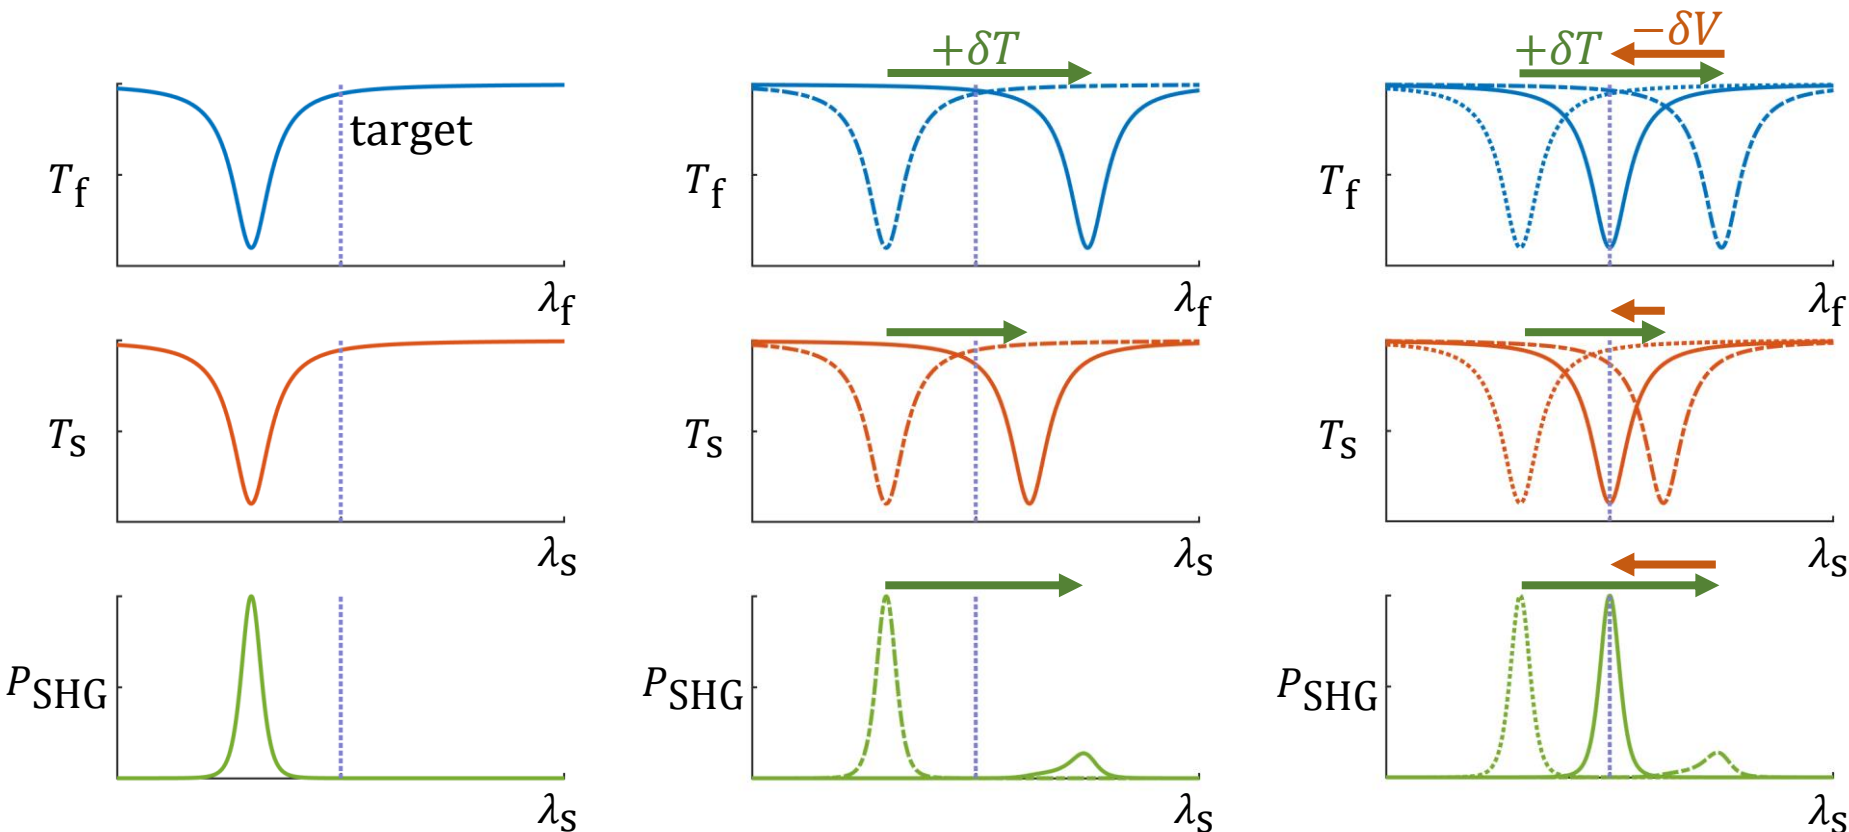 +δT
+δT
−δV
T_f
target
T_f
T_f
λ_f
λ_f
λ_f
T_s
T_s
T_s
λ_s
λ_s
λ_s
P_SHG
P_SHG
P_SHG
λ_s
λ_s
λ_s